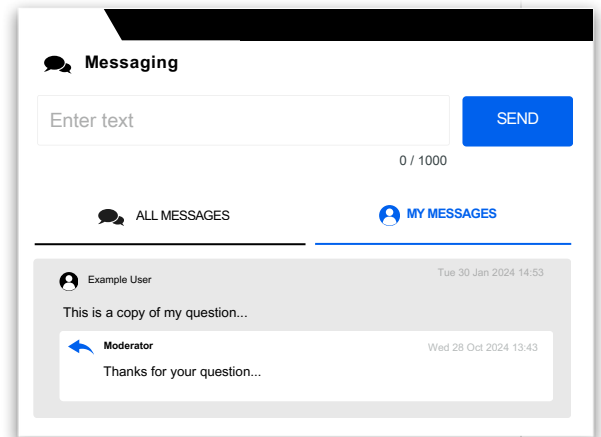 Messaging
Enter text
SEND
0 / 1000
ALL MESSAGES
MY MESSAGES
Example User
Tue 30 Jan 2024 14:53
This is a copy of my question...
Moderator
Wed 28 Oct 2024 13:43
Thanks for your question...